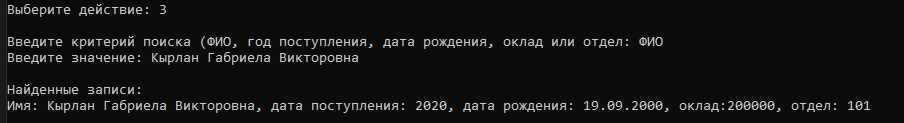 Выберите действие: 3
Введите критерий поиска (ФИО, год поступления, дата рождения, оклад или отдел: ФИО
Введите значение: Кырлан Габриела Викторовна
Найденные записи:
Имя: Кырлан Габриела Викторовна, дата поступления: 2020, дата рождения: 19.09.2000, оклад:200000, отдел: 101